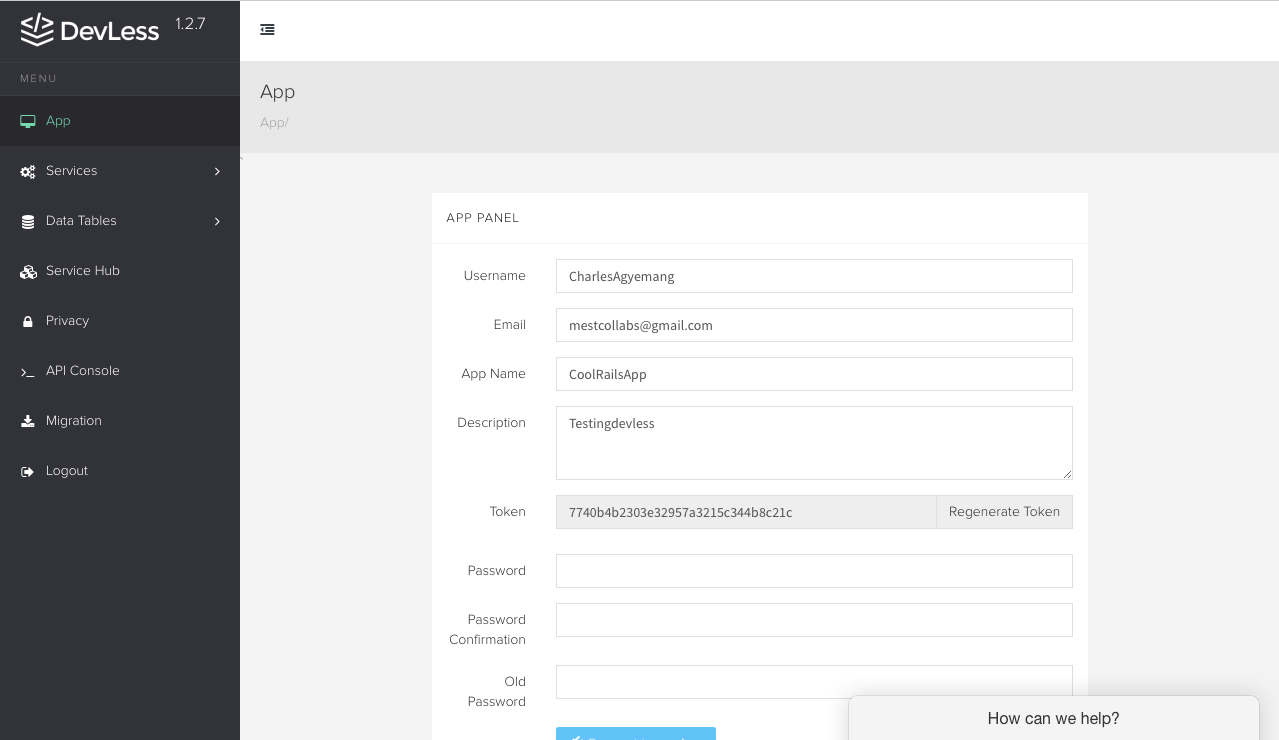 DevLess 1.2.7
MENU
App
Services
Data Tables
Service Hub
Privacy
API Console
Migration
Logout
App
App/
APP PANEL
Username CharlesAgyemang
Email mestcollabs@gmail.com
App Name CoolRailsApp
Description Testingdevless
Token 7740b4b2303e32957a3215c344b8c21c Regenerate Token
Password
Password
Confirmation
Old
Password
How can we help?